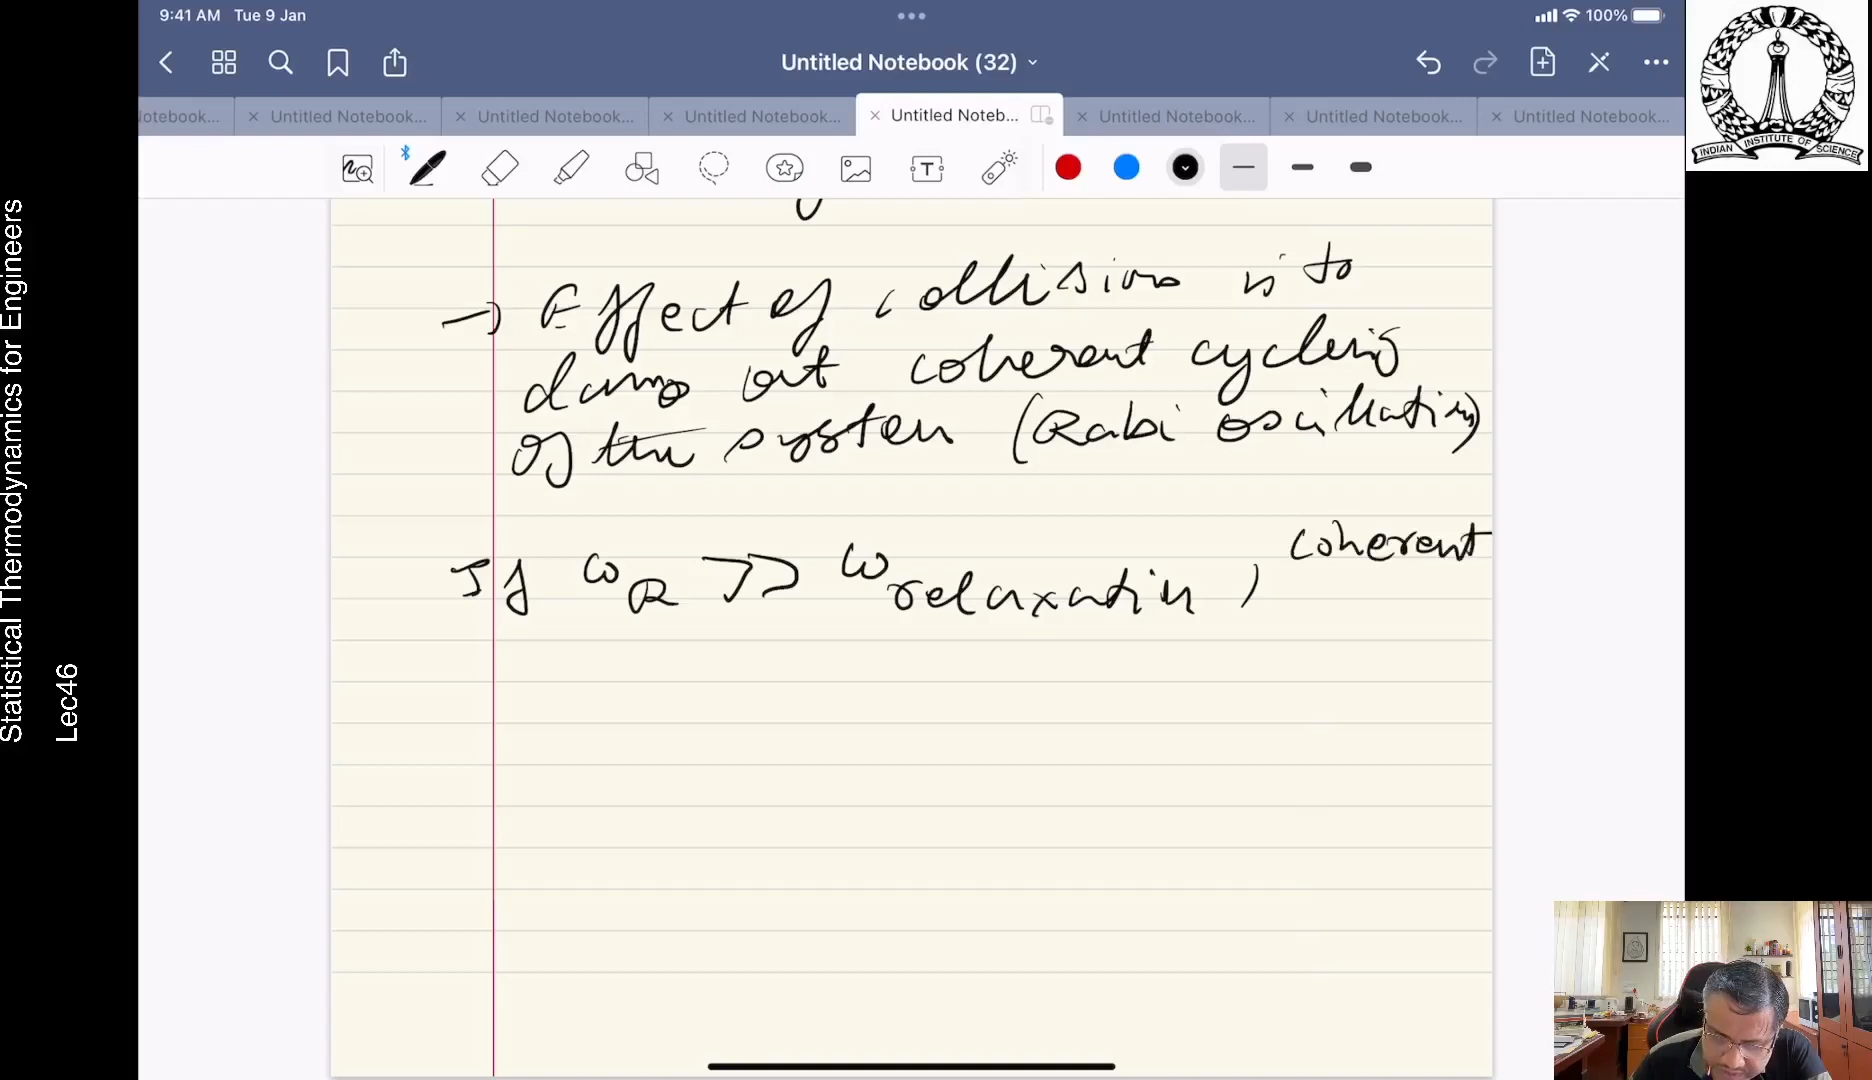 9:41 AM Tue 9 Jan
100%
Untitled Notebook (32)
otebook...
Untitled Notebook...
Untitled Notebook...
Untitled Notebook...
Untitled Noteb...
Untitled Notebook...
Untitled Notebook...
Untitled Notebook...
T
INDIAN INSTITUTE OF SCIENCE
Statistical Thermodynamics for Engineers
Lec46
→ Effect of collisions is to
damp out coherent cycling
of the system (Rabi oscillation)
If ω_R >> ω_relaxation, coherent